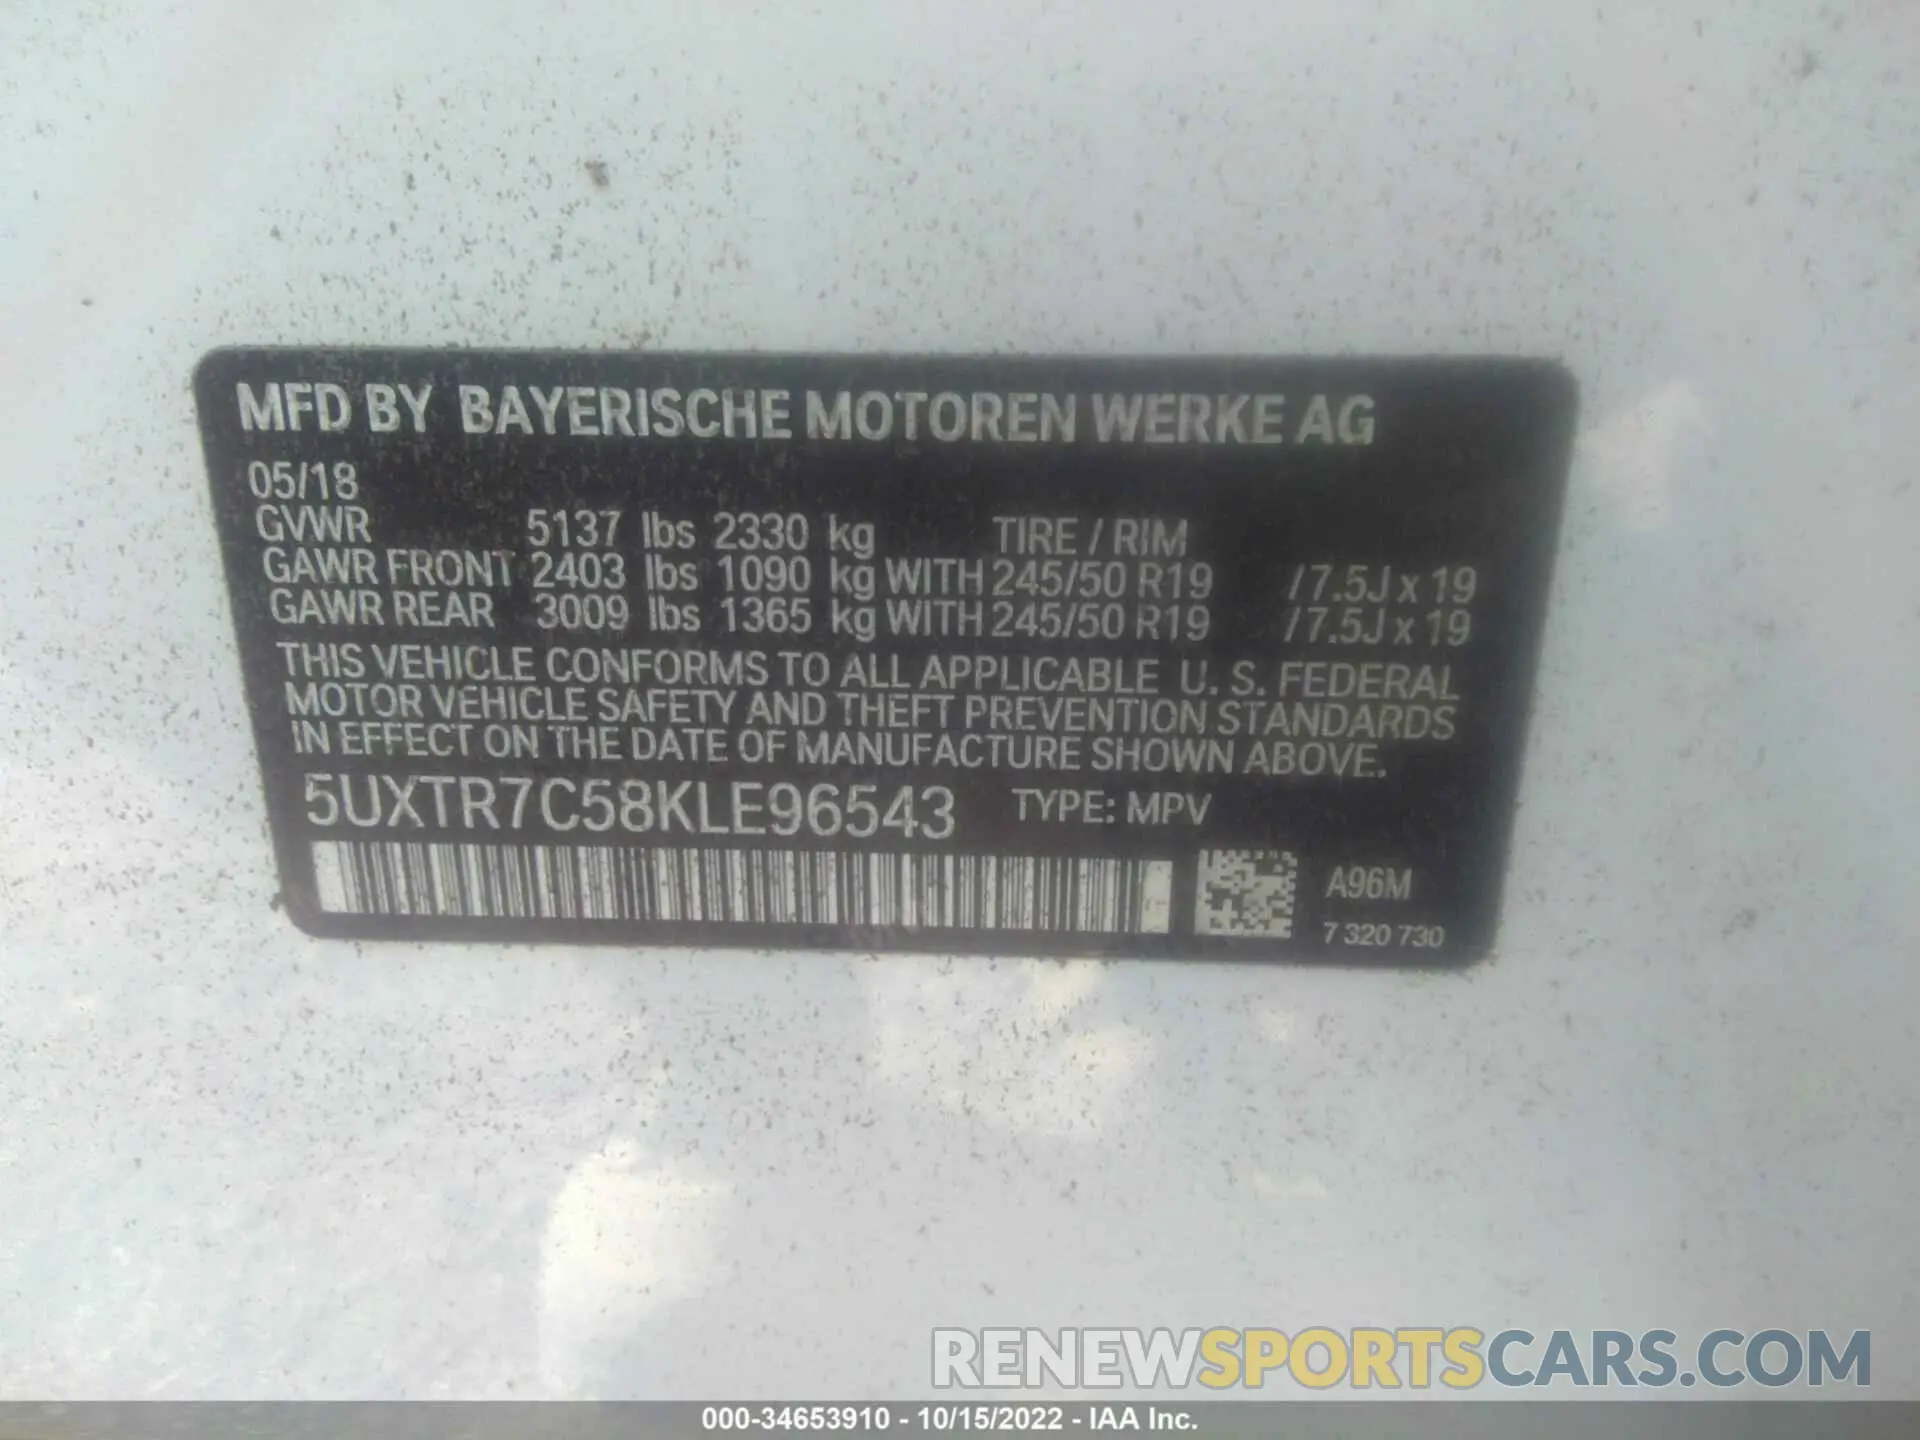 MFD BY BAYERISCHE MOTOREN WERKE AG
05/18
GVWR 5137 lbs 2330 kg TIRE / RIM
GAWR FRONT 2403 lbs 1090 kg WITH 245/50 R19 /7.5J x 19
GAWR REAR 3009 lbs 1365 kg WITH 245/50 R19 /7.5J x 19
THIS VEHICLE CONFORMS TO ALL APPLICABLE U. S. FEDERAL
MOTOR VEHICLE SAFETY AND THEFT PREVENTION STANDARDS
IN EFFECT ON THE DATE OF MANUFACTURE SHOWN ABOVE.
5UXTR7C58KLE96543 TYPE: MPV
A96M
7 320 730
RENEWSPORTSCARS.COM
000-34653910 - 10/15/2022 - IAA Inc.